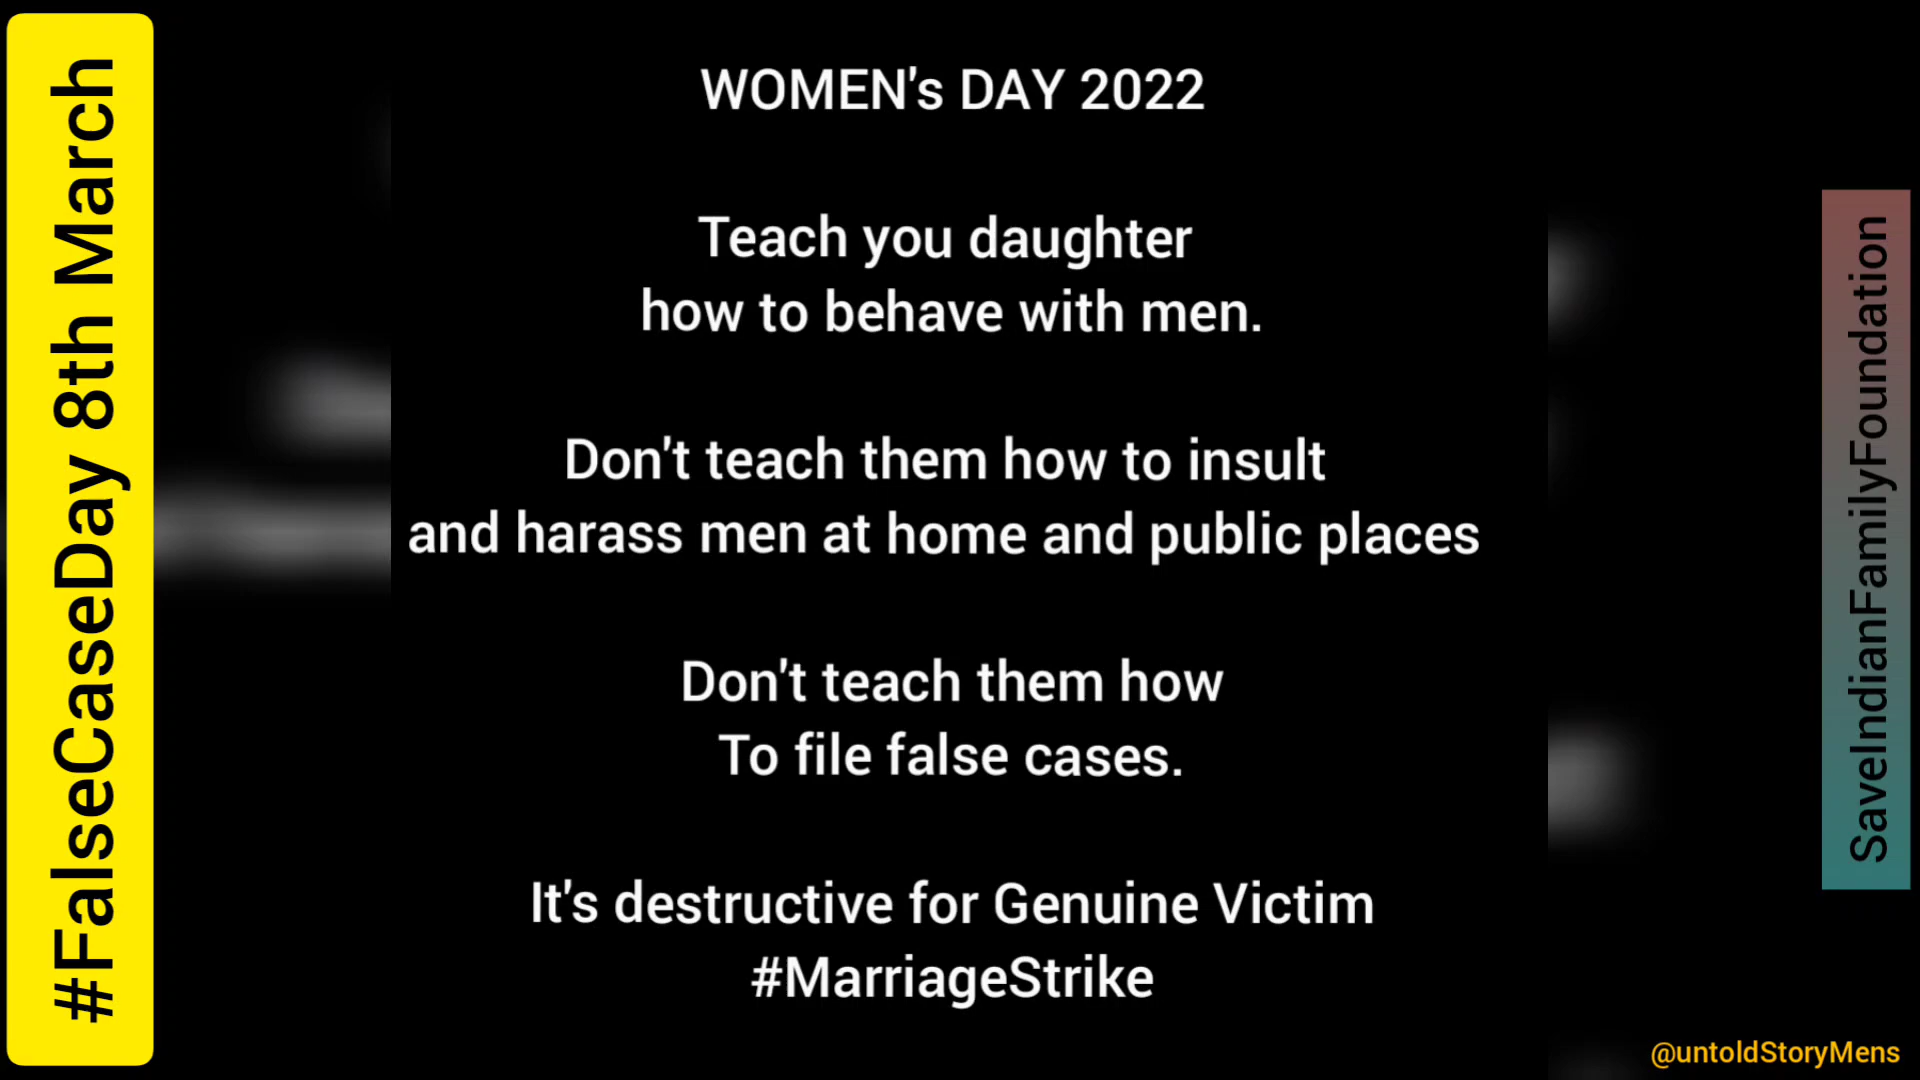 #FalseCaseDay 8th March
WOMEN's DAY 2022
Teach you daughter
how to behave with men.
Don't teach them how to insult
and harass men at home and public places
Don't teach them how
To file false cases.
It's destructive for Genuine Victim
#MarriageStrike
SaveIndianFamilyFoundation
@untoldStoryMens